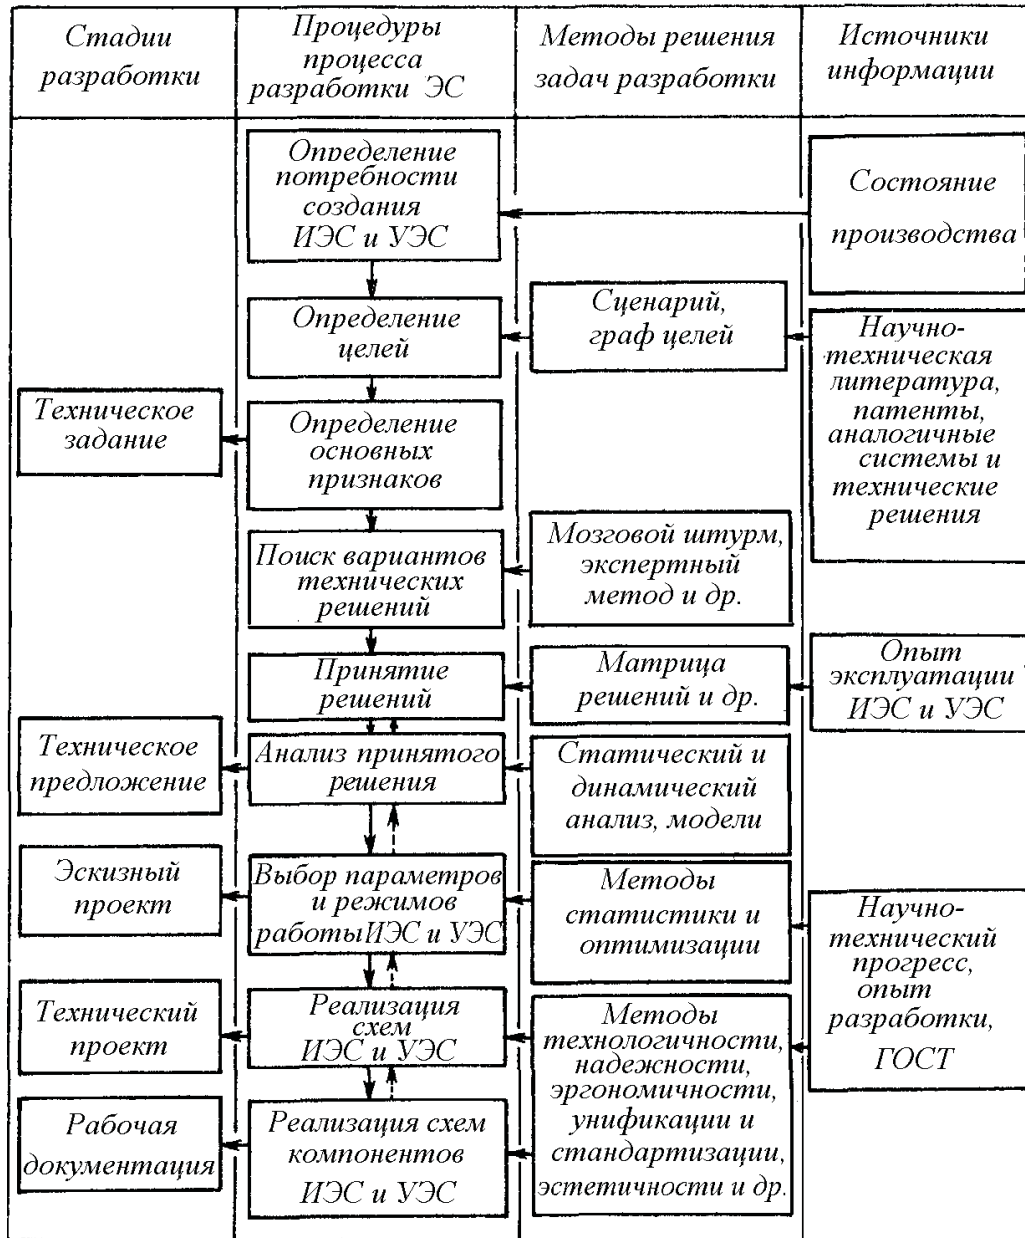 Стадии
разработки
Процедуры
процесса
разработки ЭС
Методы решения
задач разработки
Источники
информации
Определение
потребности
создания
ИЭС и УЭС
Состояние
производства
Определение
целей
Сценарий,
граф целей
Научно-
техническая
литература,
патенты,
аналогичные
системы и
технические
решения
Техническое
задание
Определение
основных
признаков
Поиск вариантов
технических
решений
Мозговой штурм,
экспертный
метод и др.
Принятие
решений
Матрица
решений и др.
Опыт
эксплуатации
ИЭС и УЭС
Техническое
предложение
Анализ принятого
решения
Статический и
динамический
анализ, модели
Эскизный
проект
Выбор параметров
и режимов
работы ИЭС и УЭС
Методы
статистики и
оптимизации
Научно-
технический
прогресс,
опыт
разработки,
ГОСТ
Технический
проект
Реализация
схем
ИЭС и УЭС
Методы
технологичности,
надежности,
эргономичности,
унификации и
стандартизации,
эстетичности и др.
Рабочая
документация
Реализация схем
компонентов
ИЭС и УЭС